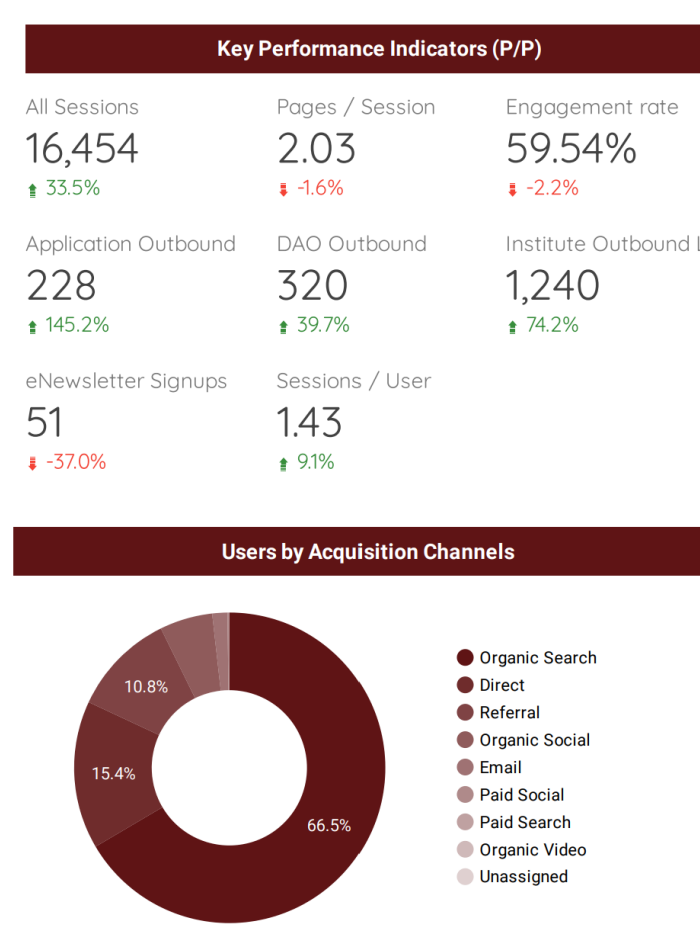 Key Performance Indicators (P/P)
All Sessions
16,454
33.5%
Pages / Session
2.03
-1.6%
Engagement rate
59.54%
-2.2%
Application Outbound
228
145.2%
DAO Outbound
320
39.7%
Institute Outbound L
1,240
74.2%
eNewsletter Signups
51
-37.0%
Sessions / User
1.43
9.1%
Users by Acquisition Channels
10.8%
15.4%
66.5%
Organic Search
Direct
Referral
Organic Social
Email
Paid Social
Paid Search
Organic Video
Unassigned